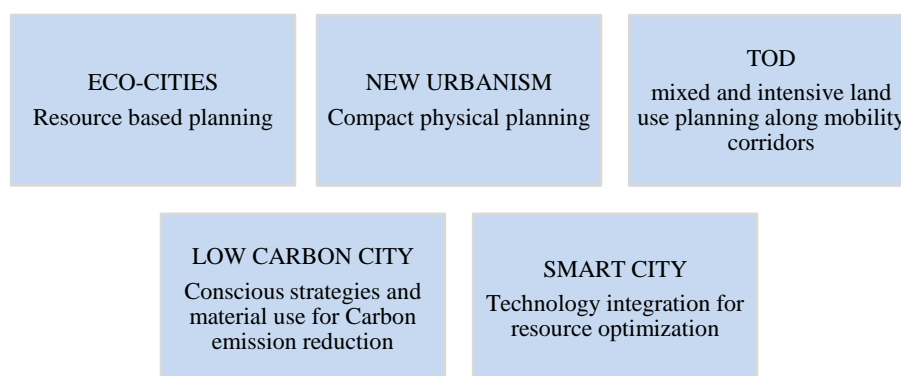 ECO-CITIES
Resource based planning
NEW URBANISM
Compact physical planning
TOD
mixed and intensive land
use planning along mobility
corridors
LOW CARBON CITY
Conscious strategies and
material use for Carbon
emission reduction
SMART CITY
Technology integration for
resource optimization